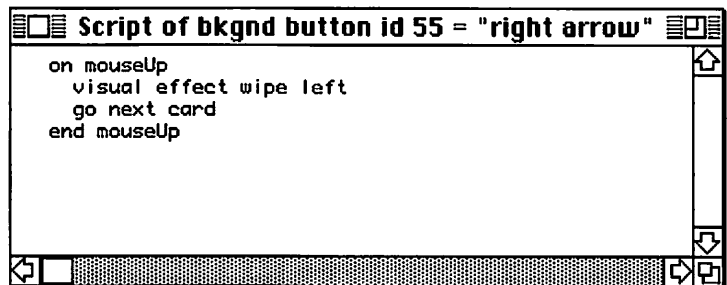 Script of bkgnd button id 55 = "right arrow"
on mouseUp
  visual effect wipe left
  go next card
end mouseUp